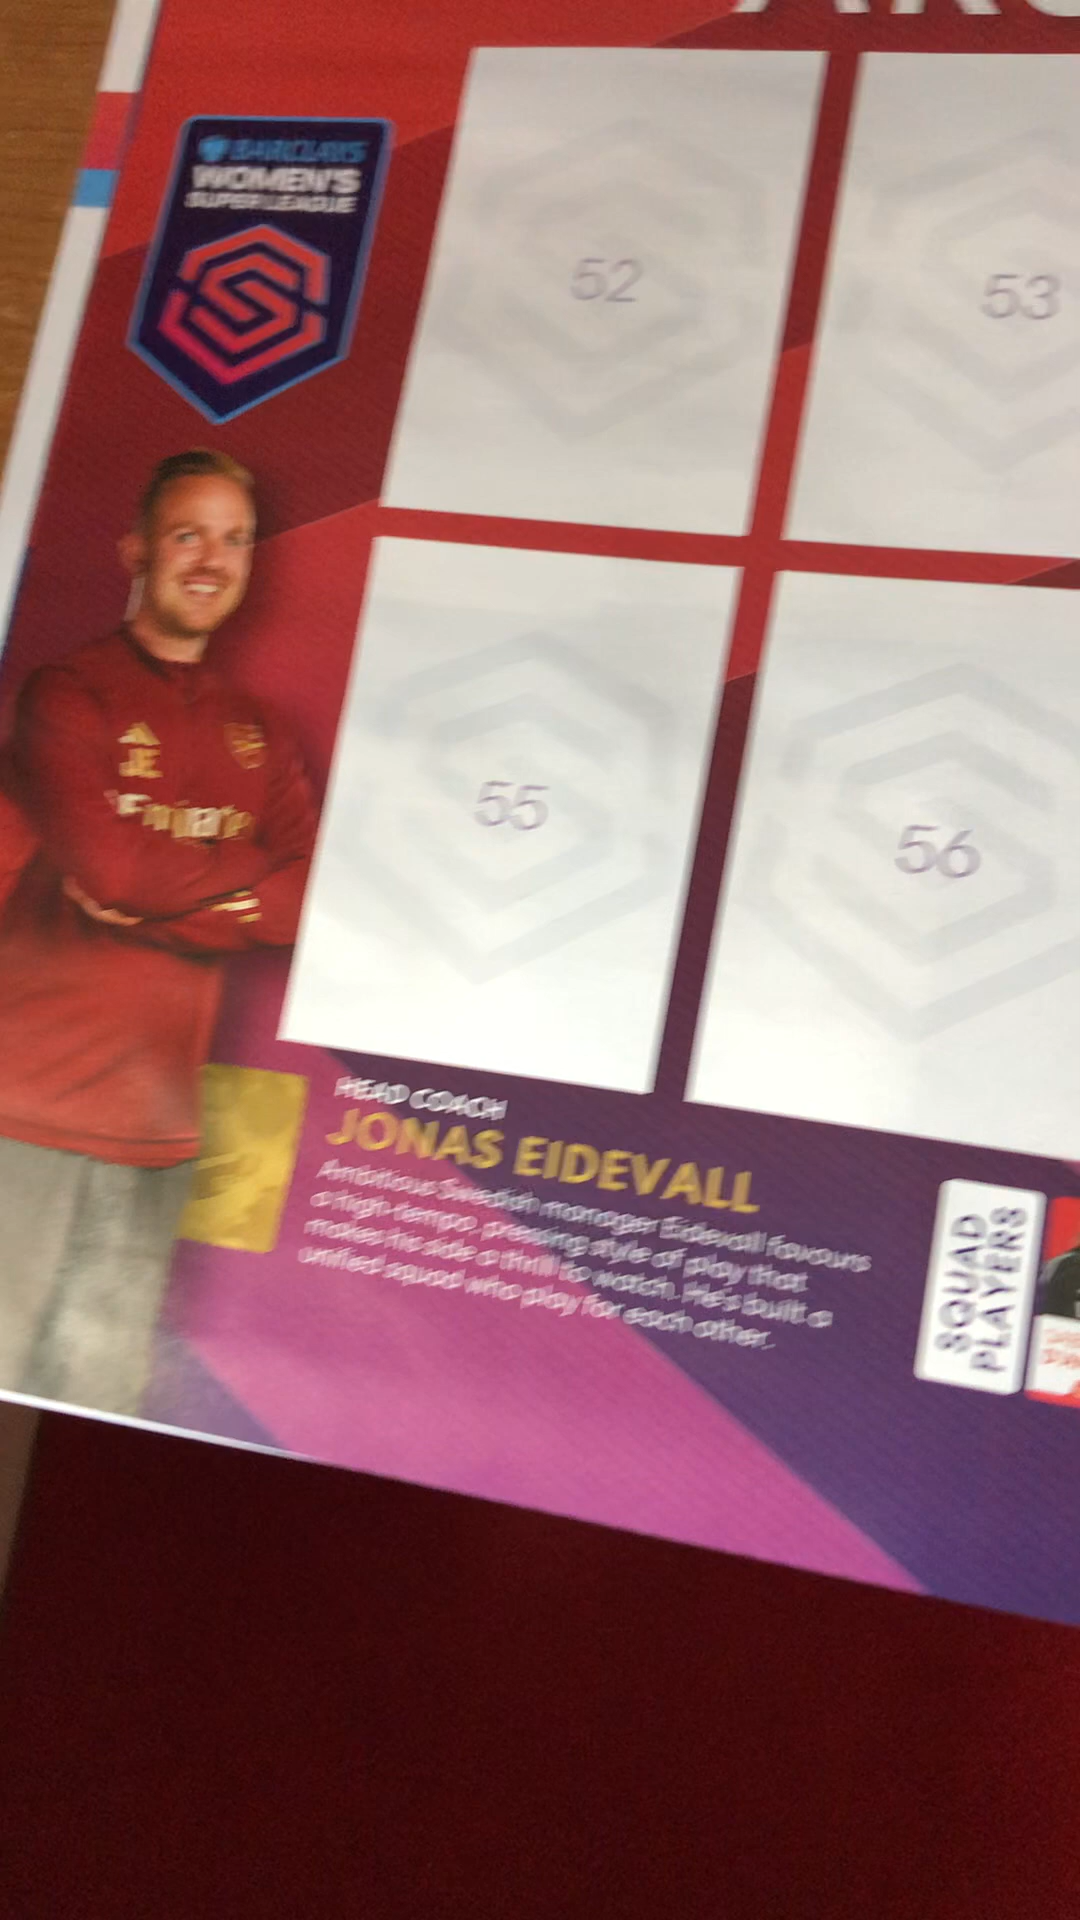 BARCLAYS
WOMEN'S
SUPER LEAGUE
52
53
JE
55
56
HEAD COACH
JONAS EIDEVALL
Ambitious Swedish manager Eidevall favours
a high-tempo, pressing style of play that
makes his side a thrill to watch. He's built a
unified squad who play for each other.
SQUAD
PLAYERS